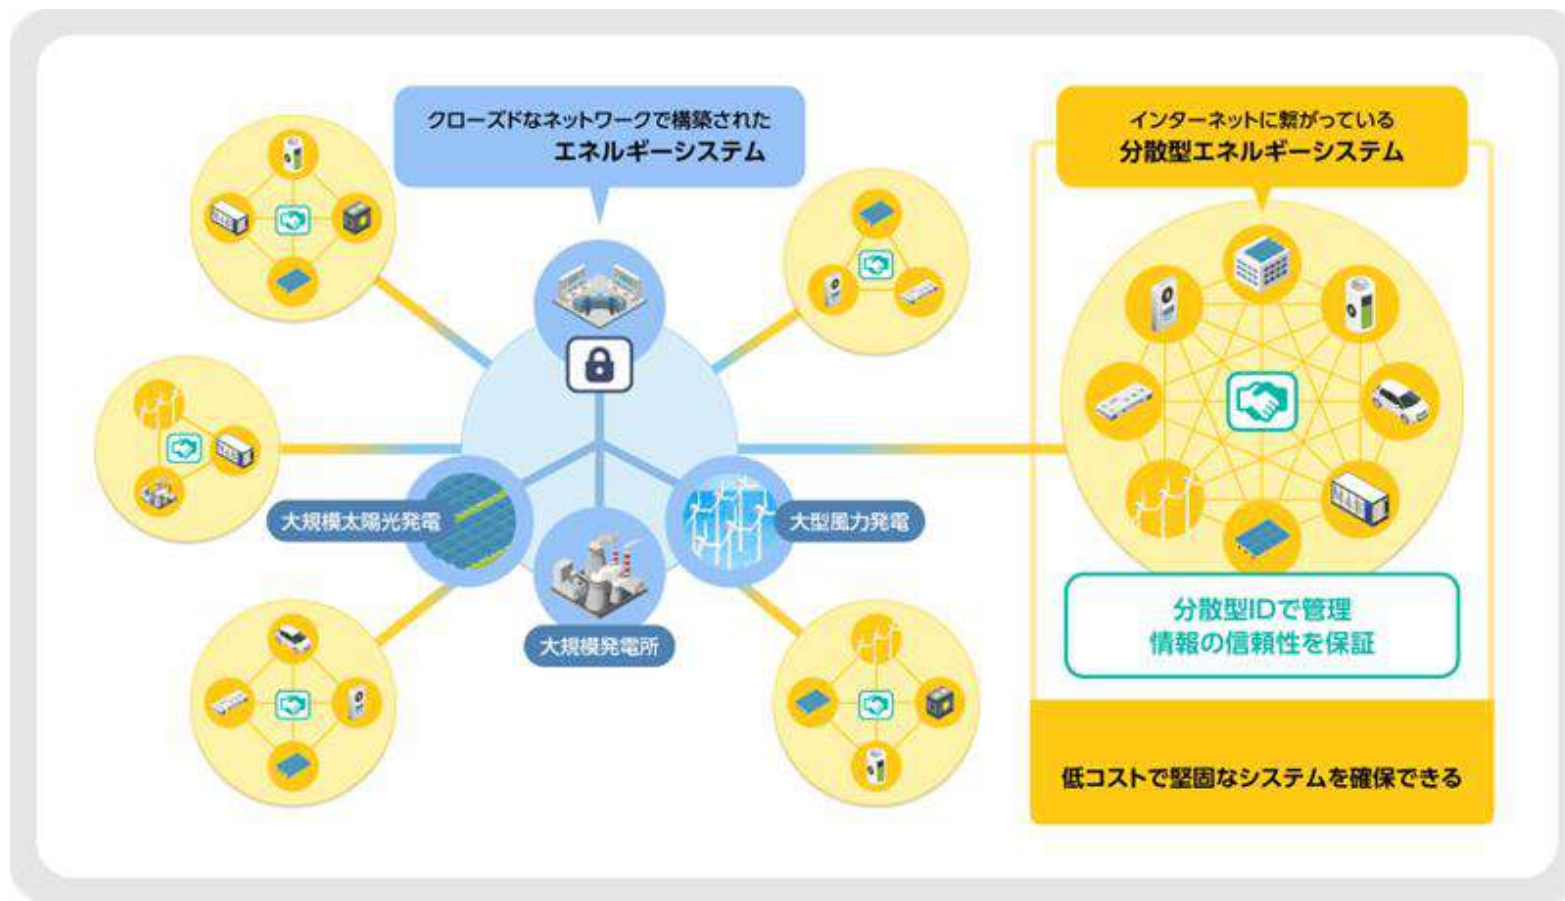 クローズドなネットワークで構築された
エネルギーシステム
インターネットに繋がっている
分散型エネルギーシステム
大規模太陽光発電
大型風力発電
大規模発電所
分散型IDで管理
情報の信頼性を保証
低コストで堅固なシステムを確保できる